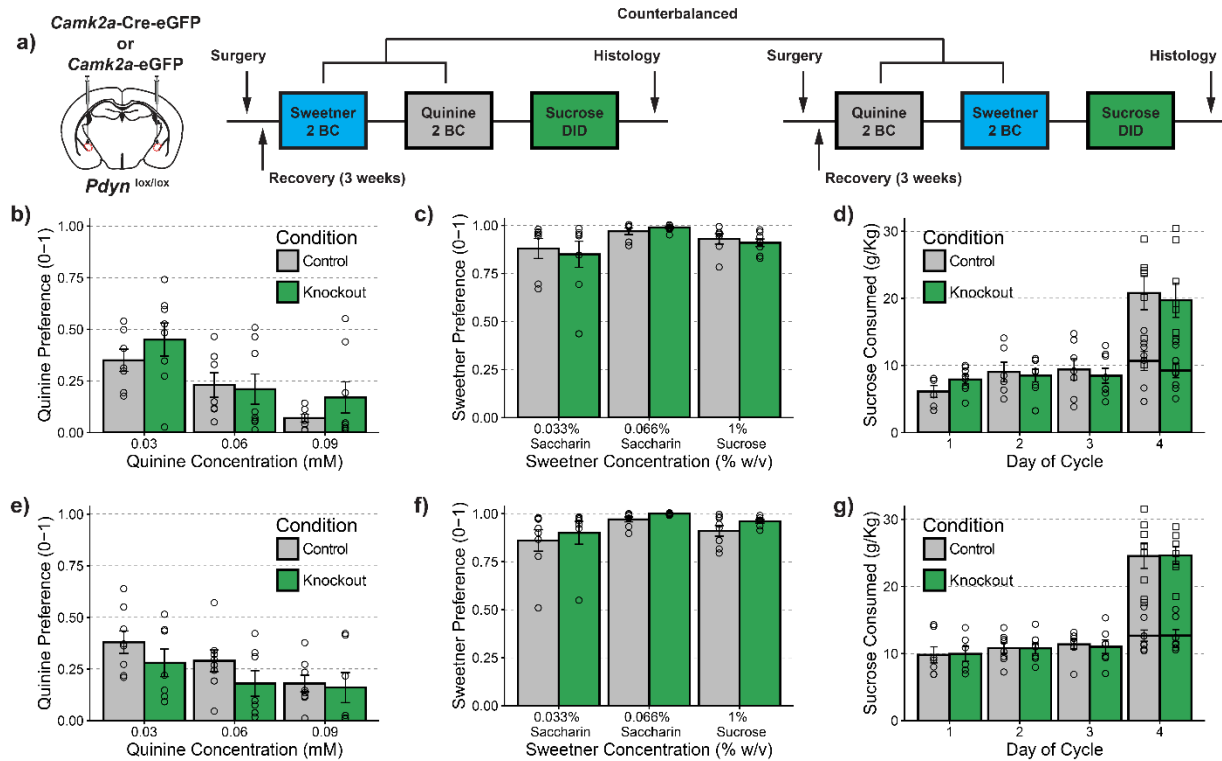 a)
Camk2a-Cre-eGFP
or
Camk2a-eGFP
Pdyn lox/lox
Counterbalanced
Surgery
Histology
Sweetner
2 BC
Quinine
2 BC
Sucrose
DID
Recovery (3 weeks)
Surgery
Histology
Quinine
2 BC
Sweetner
2 BC
Sucrose
DID
Recovery (3 weeks)
b)
Quinine Preference (0−1)
1.00
0.75
0.50
0.25
0.00
Condition
Control
Knockout
0.03
0.06
0.09
Quinine Concentration (mM)
c)
Sweetner Preference (0−1)
1.00
0.75
0.50
0.25
0.00
0.033%
Saccharin
0.066%
Saccharin
1%
Sucrose
Sweetner Concentration (% w/v)
d)
Sucrose Consumed (g/Kg)
30
20
10
0
Condition
Control
Knockout
1
2
3
4
Day of Cycle
e)
Quinine Preference (0−1)
1.00
0.75
0.50
0.25
0.00
Condition
Control
Knockout
0.03
0.06
0.09
Quinine Concentration (mM)
f)
Sweetner Preference (0−1)
1.00
0.75
0.50
0.25
0.00
0.033%
Saccharin
0.066%
Saccharin
1%
Sucrose
Sweetner Concentration (% w/v)
g)
Sucrose Consumed (g/Kg)
30
20
10
0
Condition
Control
Knockout
1
2
3
4
Day of Cycle